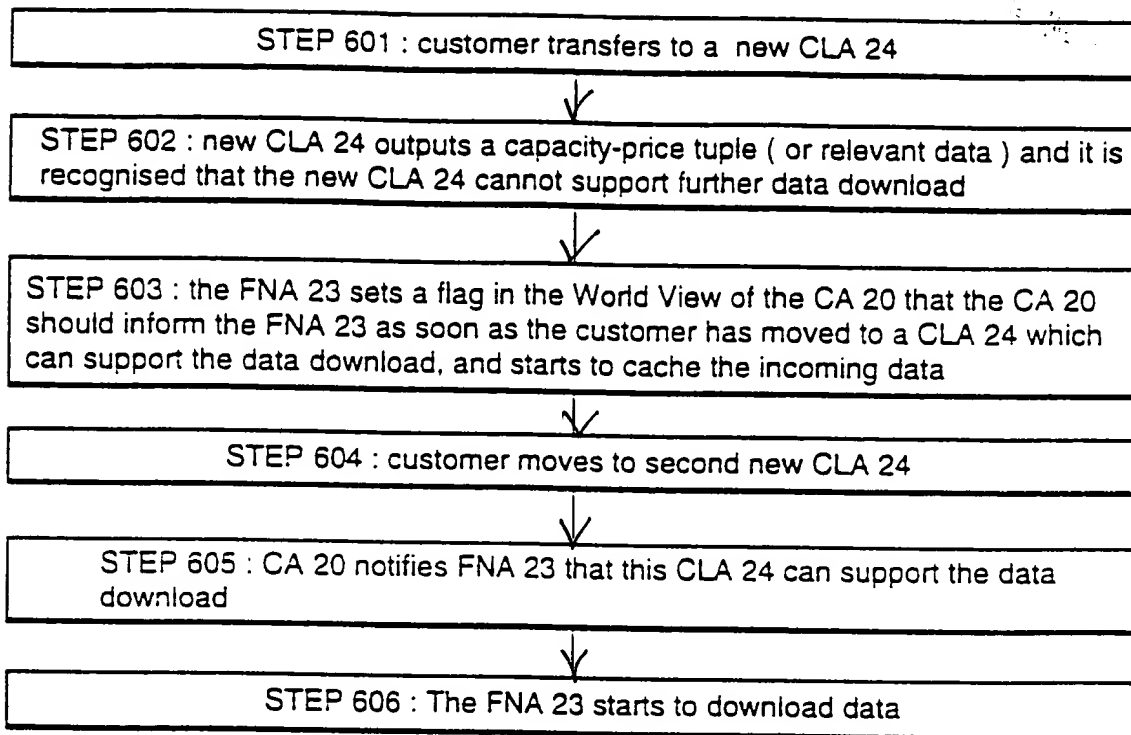 STEP 601 : customer transfers to a new CLA 24
STEP 602 : new CLA 24 outputs a capacity-price tuple ( or relevant data ) and it is
recognised that the new CLA 24 cannot support further data download
STEP 603 : the FNA 23 sets a flag in the World View of the CA 20 that the CA 20
should inform the FNA 23 as soon as the customer has moved to a CLA 24 which
can support the data download, and starts to cache the incoming data
STEP 604 : customer moves to second new CLA 24
STEP 605 : CA 20 notifies FNA 23 that this CLA 24 can support the data
download
STEP 606 : The FNA 23 starts to download data